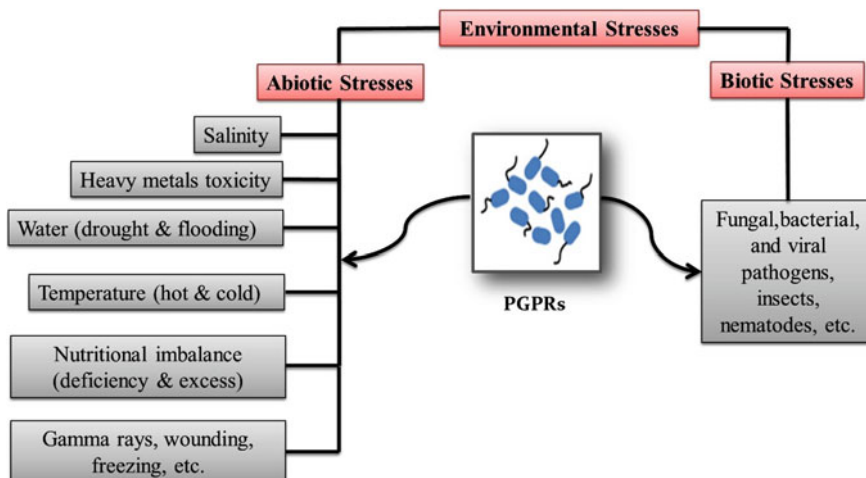 Environmental Stresses
Abiotic Stresses
Biotic Stresses
Salinity
Heavy metals toxicity
Water (drought & flooding)
Temperature (hot & cold)
Nutritional imbalance
(deficiency & excess)
Gamma rays, wounding,
freezing, etc.
PGPRs
Fungal,bacterial,
and viral
pathogens,
insects,
nematodes, etc.